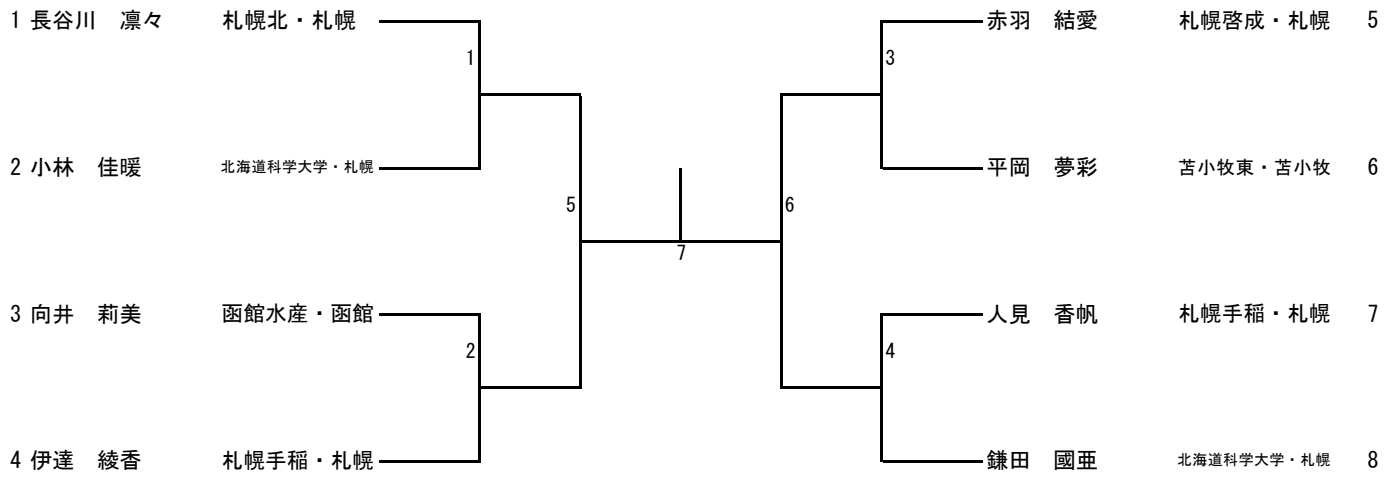 1 長谷川　凛々　札幌北・札幌
1
2 小林　佳暖　北海道科学大学・札幌
5
3 向井　莉美　函館水産・函館
2
4 伊達　綾香　札幌手稲・札幌
7
赤羽　結愛　札幌啓成・札幌　5
3
平岡　夢彩　苫小牧東・苫小牧　6
6
人見　香帆　札幌手稲・札幌　7
4
鎌田　國亜　北海道科学大学・札幌　8